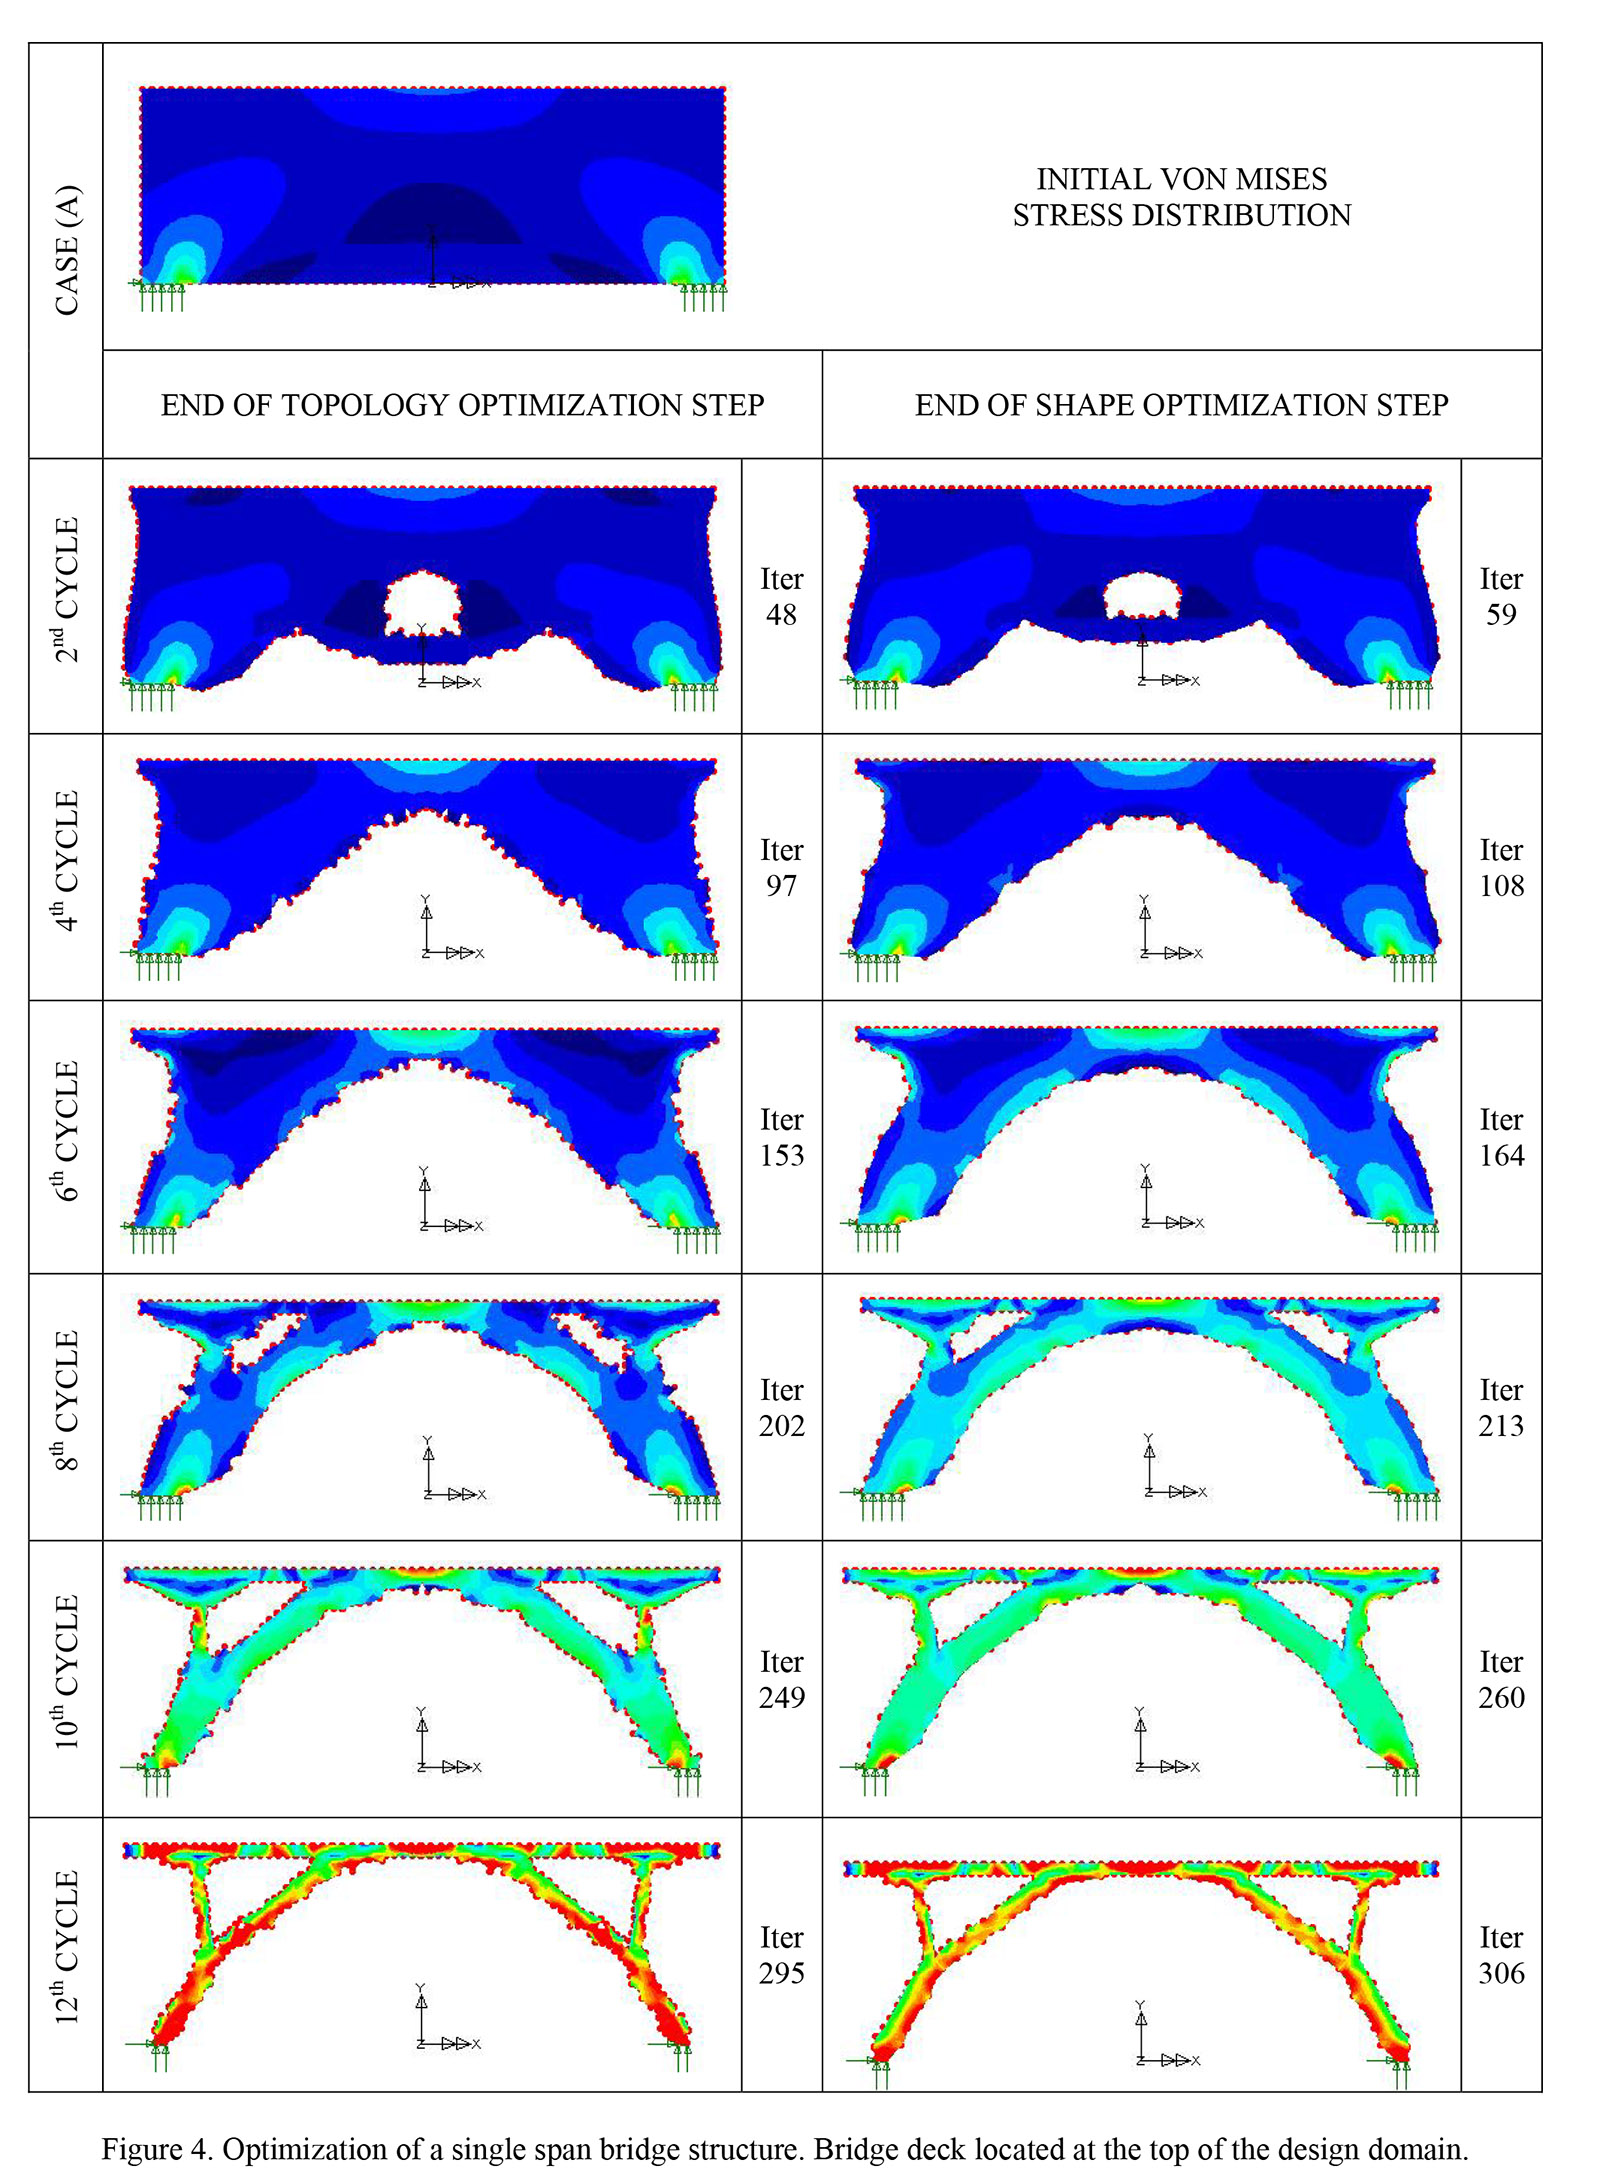 CASE (A)
INITIAL VON MISES
STRESS DISTRIBUTION
Y
Z X
END OF TOPOLOGY OPTIMIZATION STEP
END OF SHAPE OPTIMIZATION STEP
2nd CYCLE
Y
Z X
Iter
48
Y
Z X
Iter
59
4th CYCLE
Y
Z X
Iter
97
Y
Z X
Iter
108
6th CYCLE
Y
Z X
Iter
153
Y
Z X
Iter
164
8th CYCLE
Y
Z X
Iter
202
Y
Z X
Iter
213
10th CYCLE
Y
Z X
Iter
249
Y
Z X
Iter
260
12th CYCLE
Y
Z X
Iter
295
Y
Z X
Iter
306
Figure 4. Optimization of a single span bridge structure. Bridge deck located at the top of the design domain.